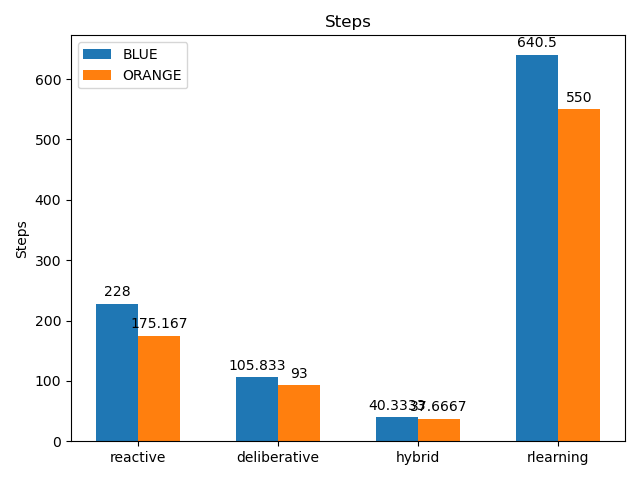 Steps
BLUE
ORANGE
640.5
550
228
175.167
105.833
93
40.3333
37.6667
Steps
600
500
400
300
200
100
0
reactive
deliberative
hybrid
rlearning